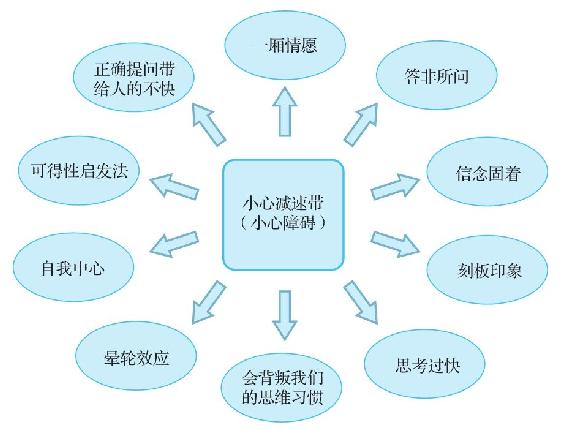 一厢情愿
正确提问带
给人的不快
答非所问
可得性启发法
小心减速带
（小心障碍）
信念固着
自我中心
刻板印象
晕轮效应
会背叛我们
的思维习惯
思考过快